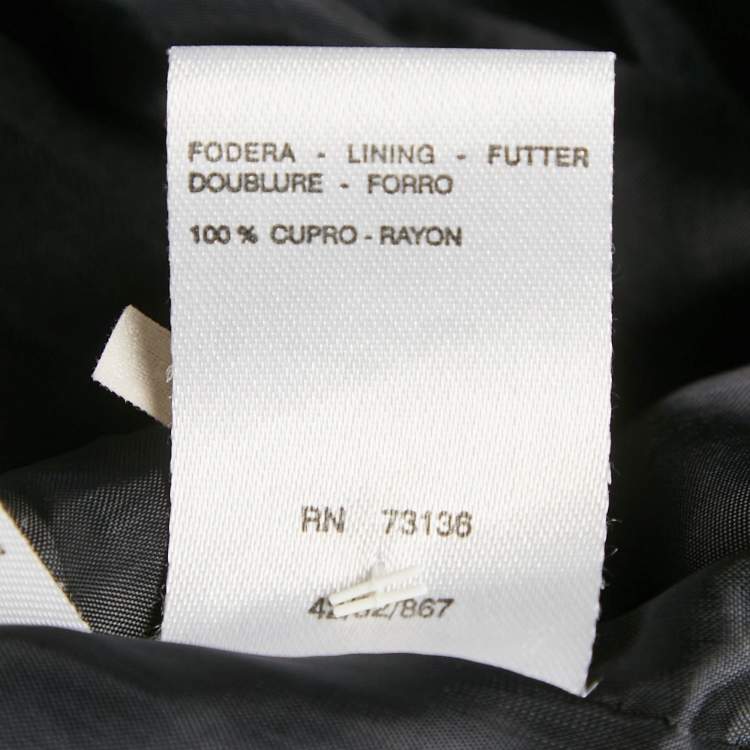 FODERA - LINING - FUTTER
DOUBLURE - FORRO
100 % CUPRO - RAYON
RN 73136